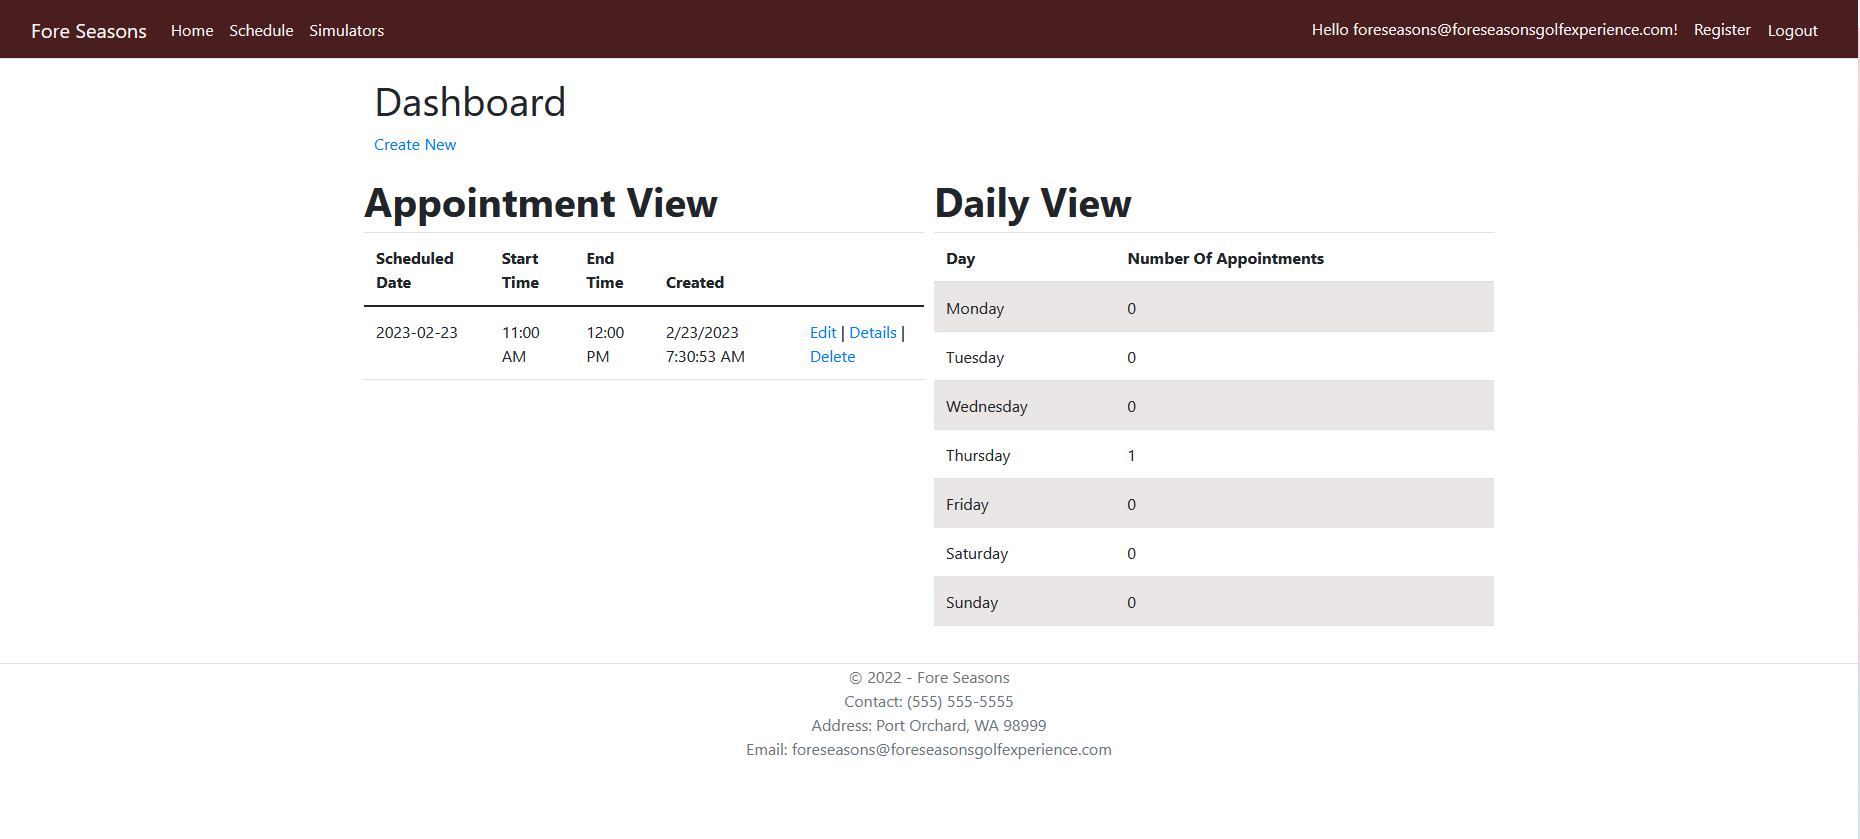 Fore Seasons Home Schedule Simulators Hello foreseasons@foreseasonsgolfexperience.com! Register Logout
Dashboard
Create New
Appointment View
Scheduled Date Start Time End Time Created
2023-02-23 11:00 AM 12:00 PM 2/23/2023 7:30:53 AM Edit | Details | Delete
Daily View
Day Number Of Appointments
Monday 0
Tuesday 0
Wednesday 0
Thursday 1
Friday 0
Saturday 0
Sunday 0
© 2022 - Fore Seasons
Contact: (555) 555-5555
Address: Port Orchard, WA 98999
Email: foreseasons@foreseasonsgolfexperience.com